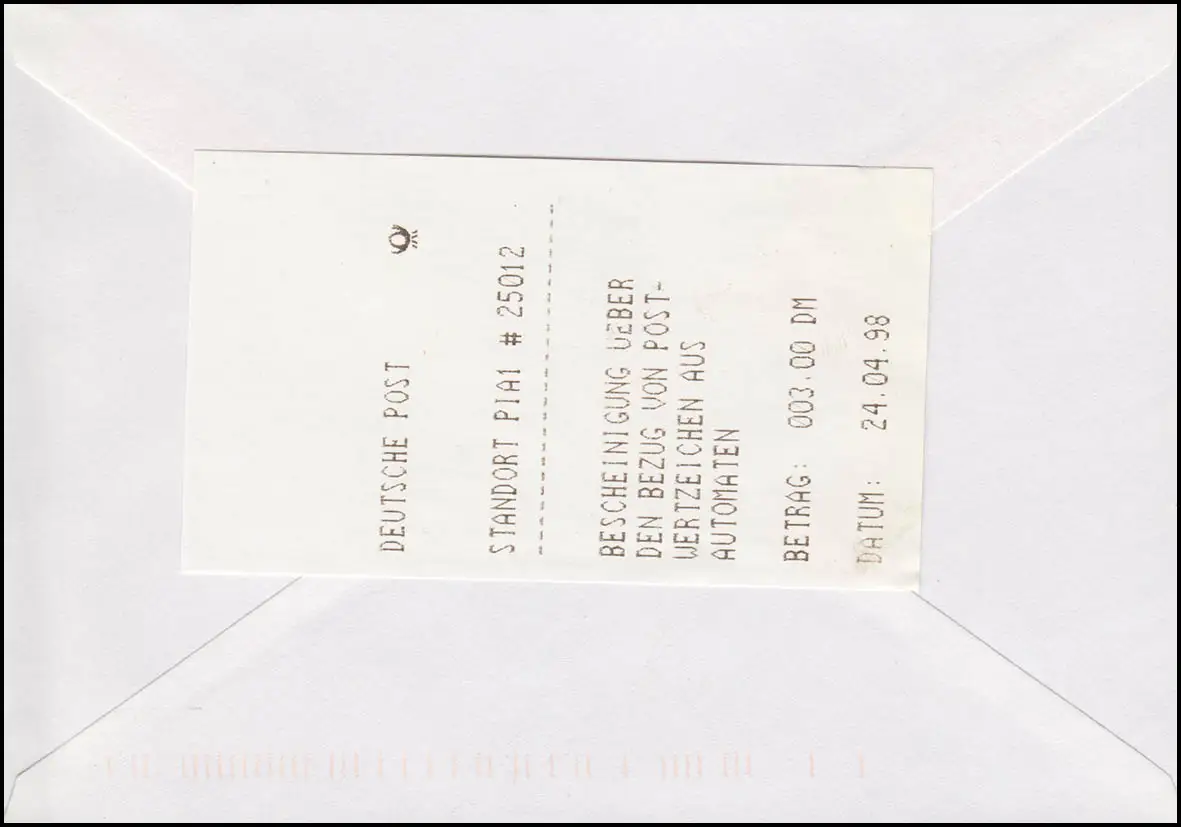 DEUTSCHE POST
STANDORT PIA1 # 25012
--------------------------
BESCHEINIGUNG UEBER
DEN BEZUG VON POST-
WERTZEICHEN AUS
AUTOMATEN
BETRAG: 003.00 DM
DATUM: 24.04.98